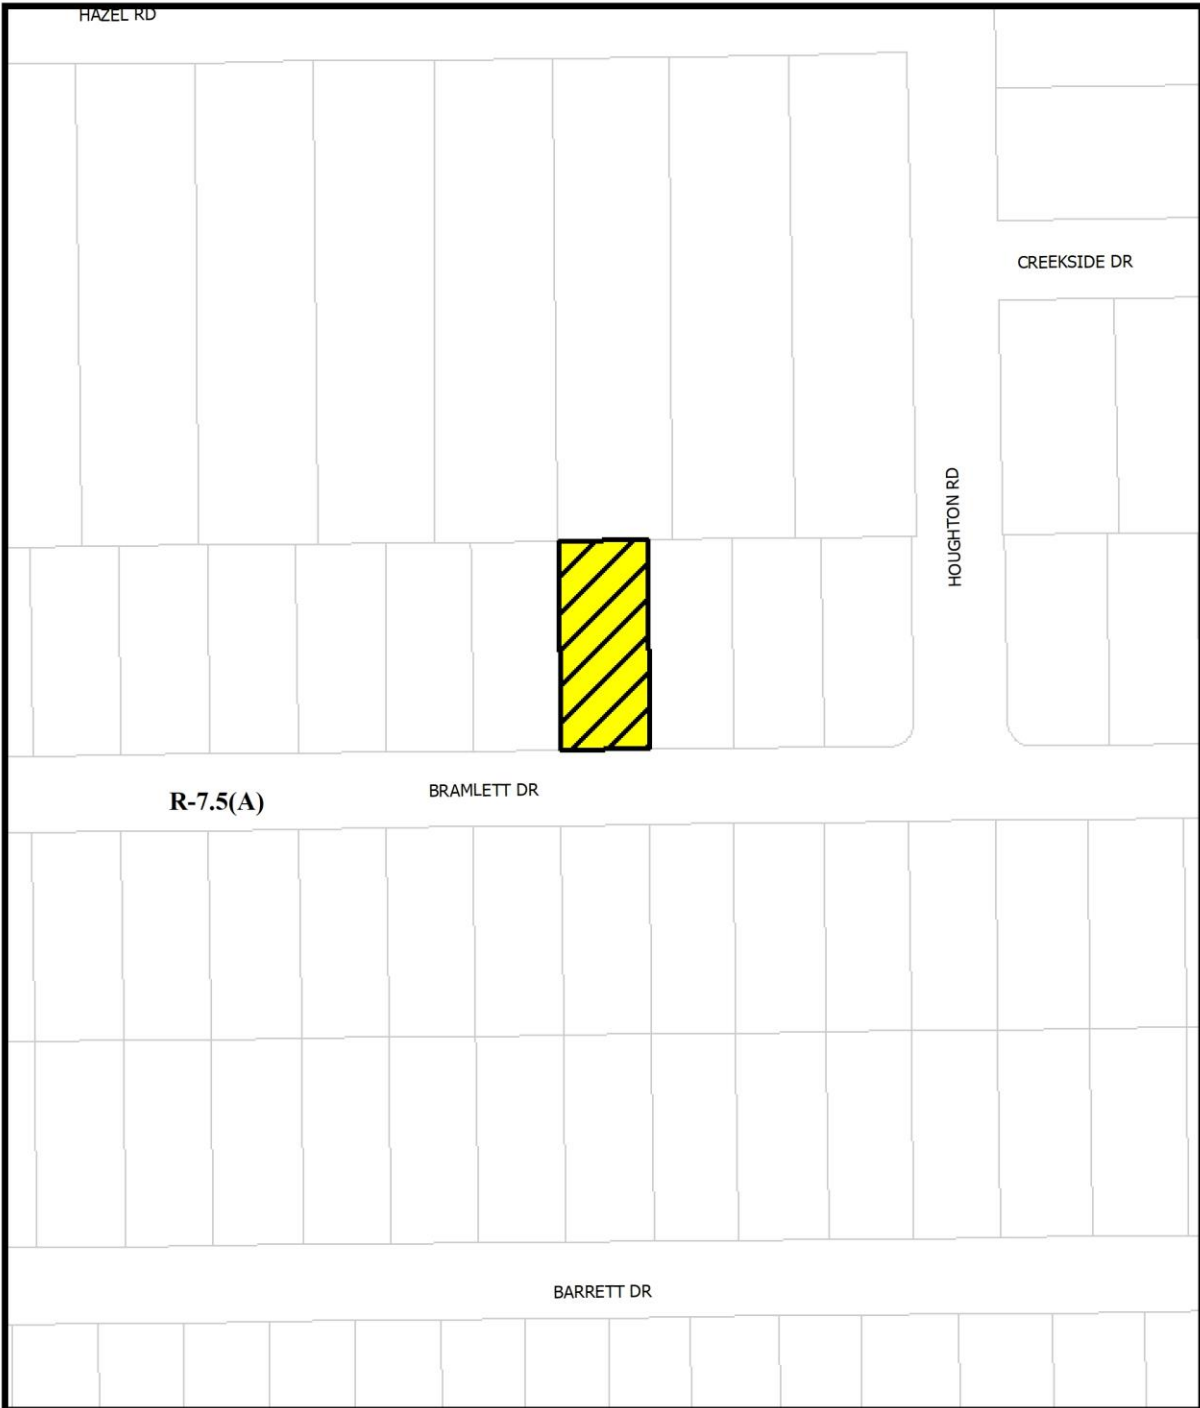 HAZEL RD
CREEKSIDE DR
HOUGHTON RD
BRAMLETT DR
R-7.5(A)
BARRETT DR